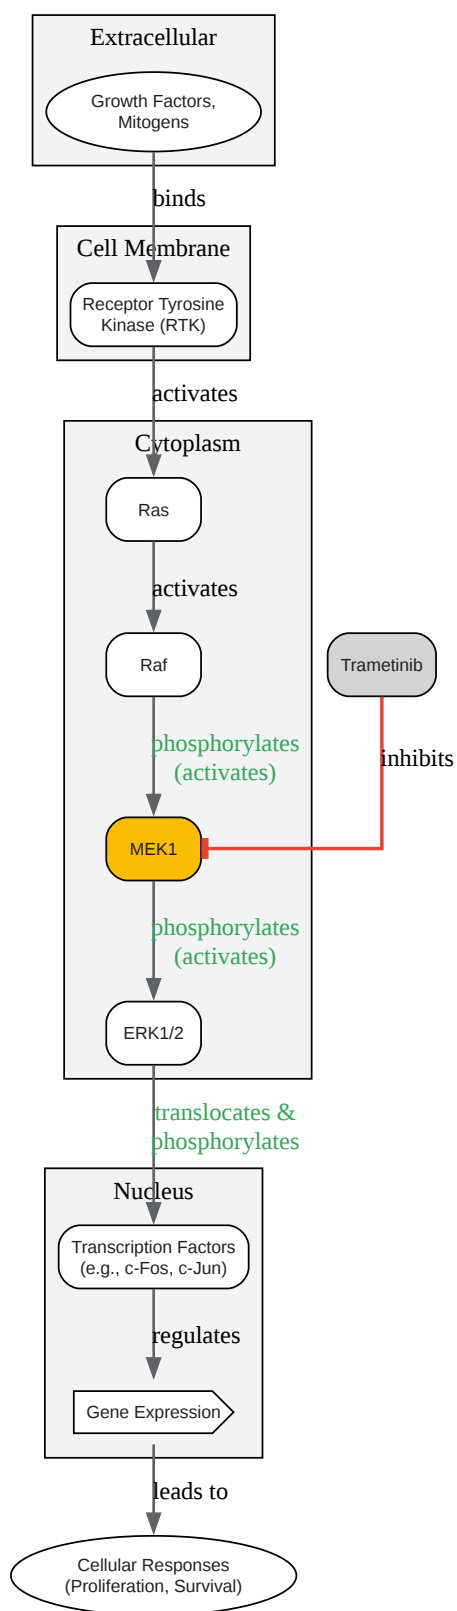 Extracellular
Growth Factors,
Mitogens
binds
Cell Membrane
Receptor Tyrosine
Kinase (RTK)
activates
Cytoplasm
Ras
activates
Raf
Trametinib
phosphorylates
(activates)
inhibits
MEK1
phosphorylates
(activates)
ERK1/2
translocates &
phosphorylates
Nucleus
Transcription Factors
(e.g., c-Fos, c-Jun)
regulates
Gene Expression
leads to
Cellular Responses
(Proliferation, Survival)